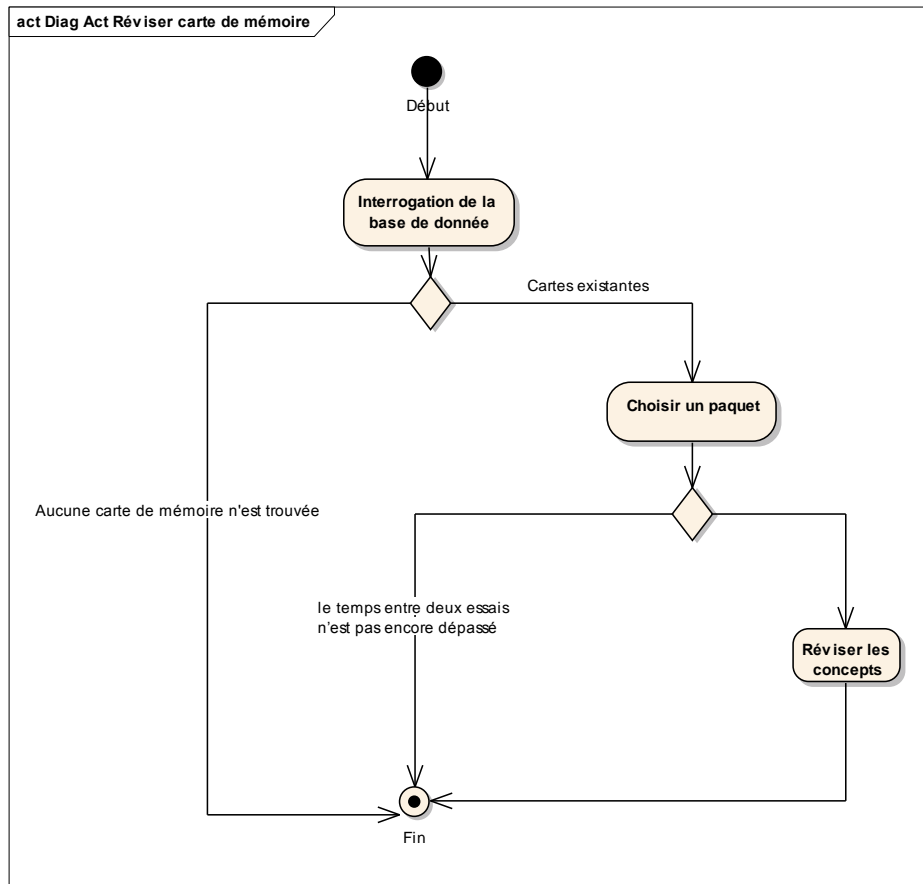 act Diag Act Réviser carte de mémoire
Début
Interrogation de la
base de donnée
Cartes existantes
Choisir un paquet
Aucune carte de mémoire n'est trouvée
le temps entre deux essais
n'est pas encore dépassé
Réviser les
concepts
Fin